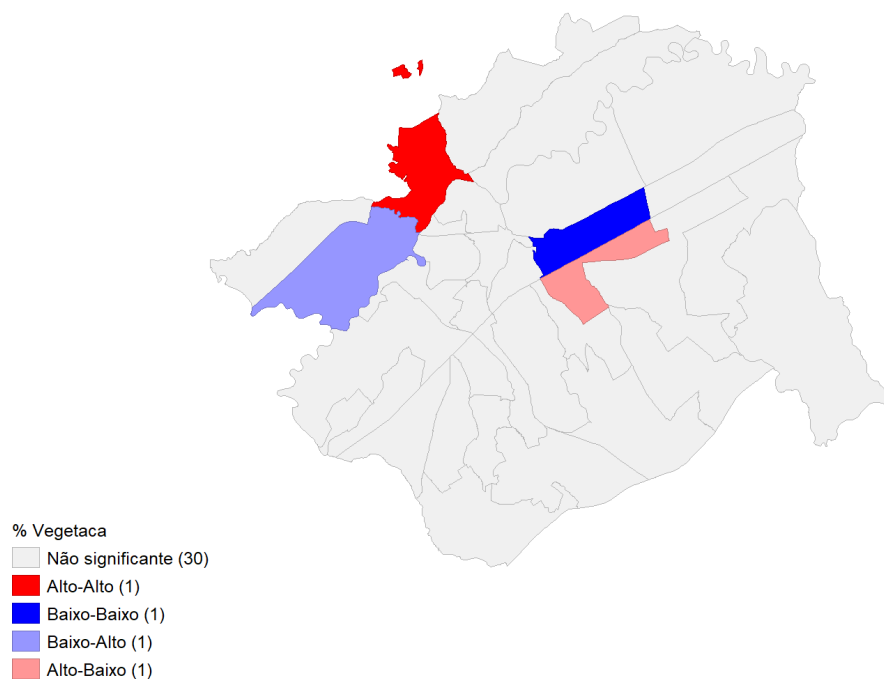 % Vegetaca
Não significante (30)
Alto-Alto (1)
Baixo-Baixo (1)
Baixo-Alto (1)
Alto-Baixo (1)